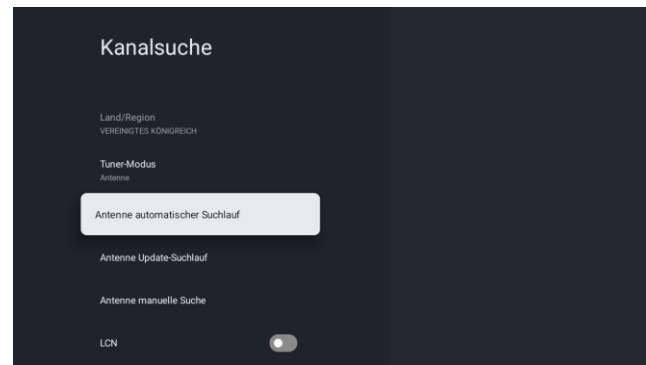 Kanalsuche
Land/Region
VEREINIGTES KÖNIGREICH
Tuner-Modus
Antenne
Antenne automatischer Suchlauf
Antenne Update-Suchlauf
Antenne manuelle Suche
LCN